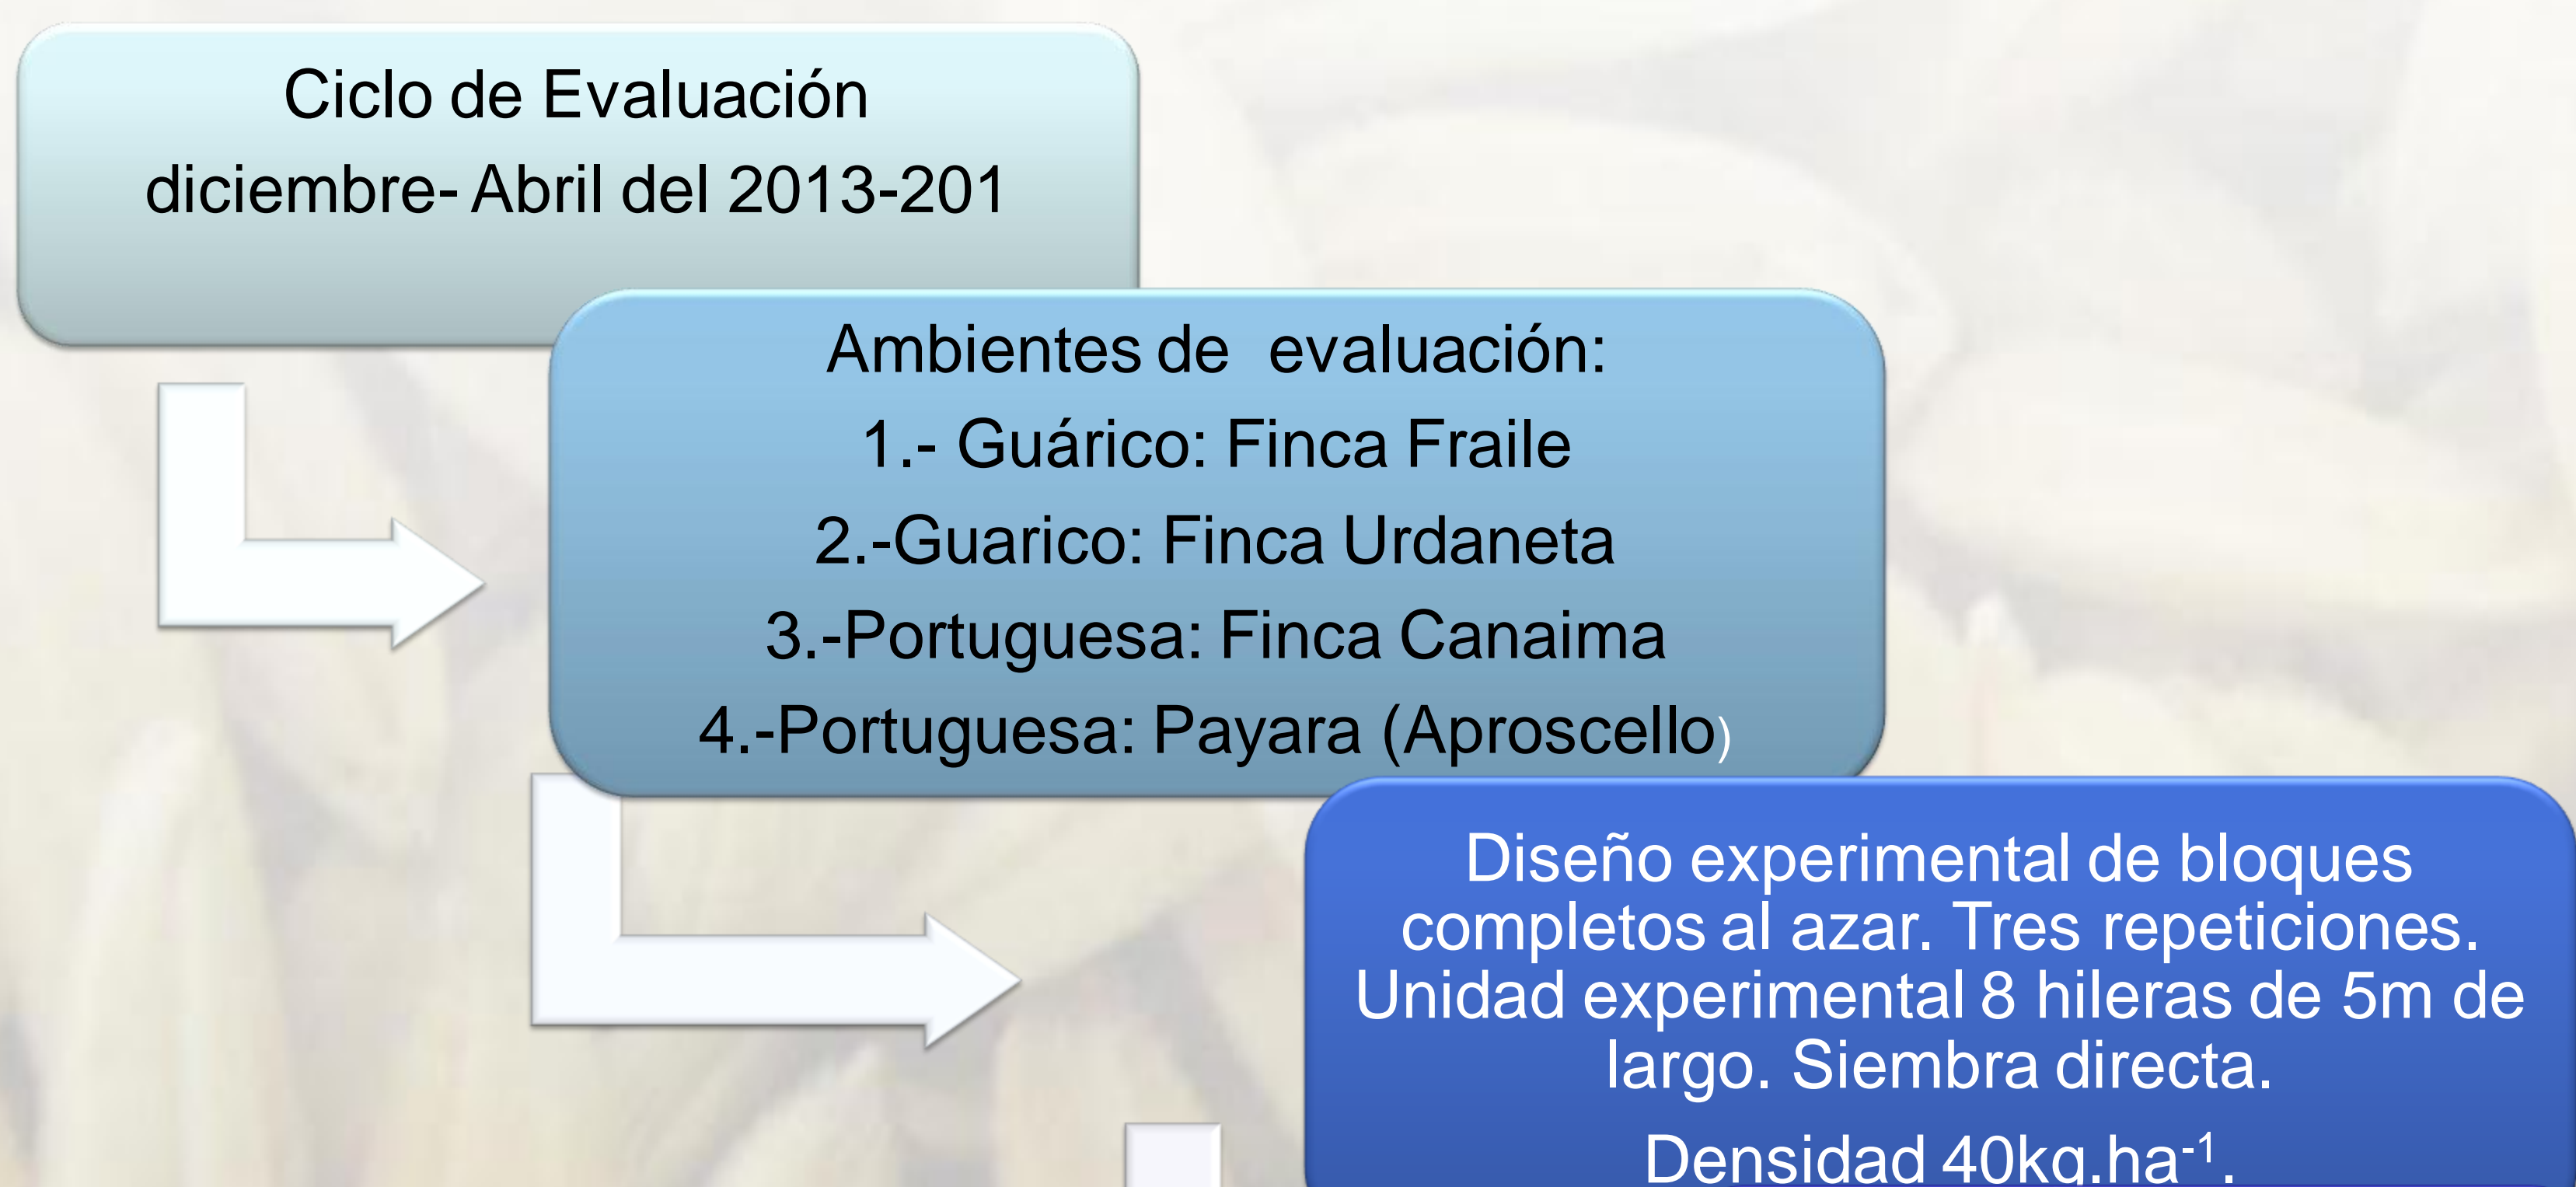 Ciclo de Evaluación
diciembre- Abril del 2013-201
Ambientes de evaluación:
1.- Guárico: Finca Fraile
2.-Guarico: Finca Urdaneta
3.-Portuguesa: Finca Canaima
4.-Portuguesa: Payara (Aproscello)
Diseño experimental de bloques
completos al azar. Tres repeticiones.
Unidad experimental 8 hileras de 5m de
largo. Siembra directa.
Densidad 40kg.ha⁻¹.